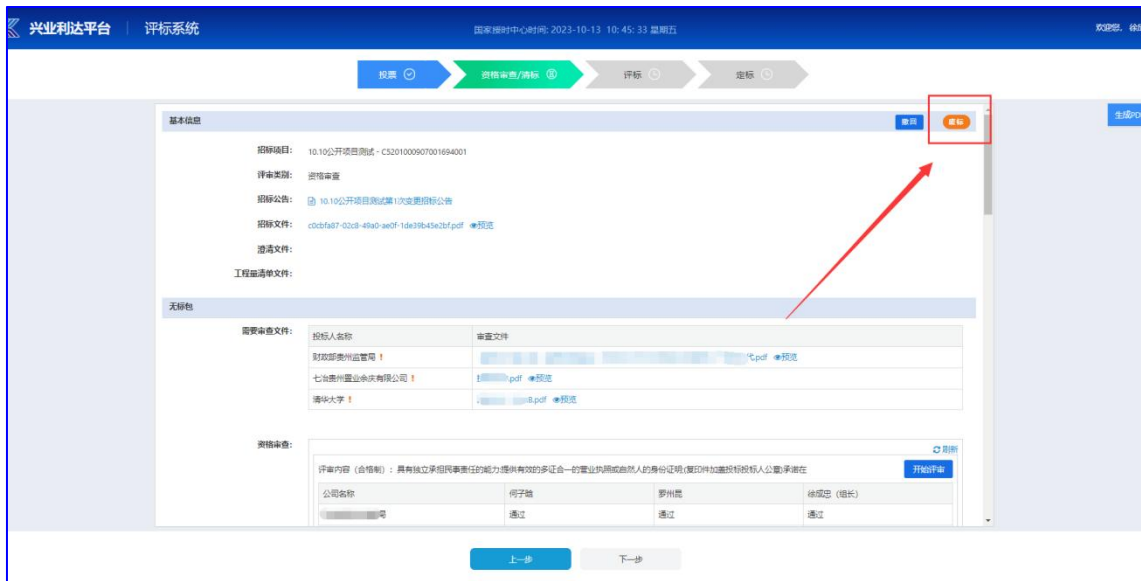 兴业利达平台 评标系统 国家授时中心时间: 2023-10-13 10: 45: 33 星期五 欢迎您,
投票 资格审查/清标 评标 定标
生成PD
基本信息 撤回 废标
招标项目: 10.10公开项目测试 - C5201000907001694001
评审类别: 资格审查
招标公告: 10.10公开项目测试第1次变更招标公告
招标文件: c0cbfa87-02c8-49a0-ae0f-1de39b45e2bf.pdf 预览
澄清文件:
工程量清单文件:
无标包
需要审查文件: 投标人名称 审查文件
财政部贵州监管局 ! .pdf 预览
七冶贵州置业余庆有限公司 ! .pdf 预览
清华大学 ! .pdf 预览
资格审查: 刷新
评审内容(合格制): 具有独立承担民事责任的能力:提供有效的多证合一的营业执照或自然人的身份证明;(复印件加盖投标投标人公章)承诺在 开始评审
公司名称 何子晗 罗州昆 徐成忠(组长)
通过 通过 通过
上一步 下一步